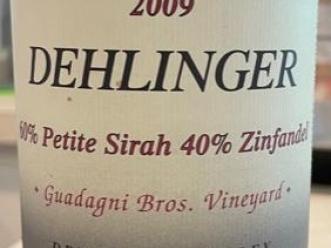 2009
DEHLINGER
60% Petite Sirah 40% Zinfandel
• Guadagni Bros. Vineyard •